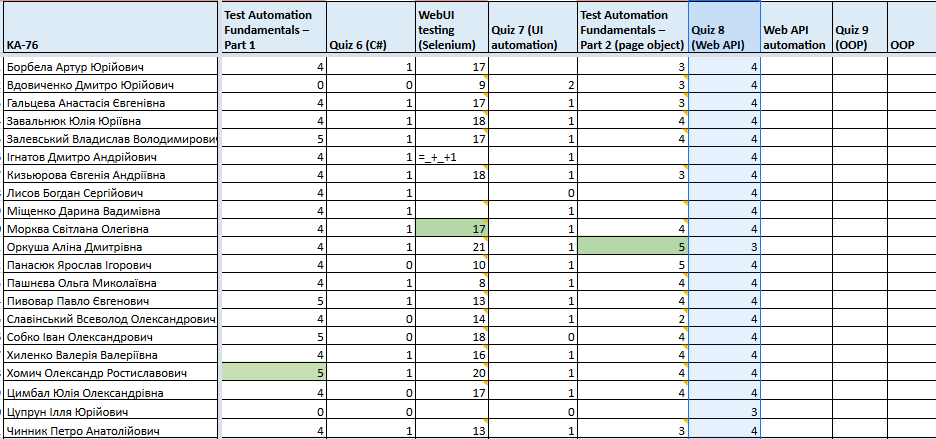 KA-76 Test Automation Fundamentals – Part 1 Quiz 6 (C#) WebUI testing (Selenium) Quiz 7 (UI automation) Test Automation Fundamentals – Part 2 (page object) Quiz 8 (Web API) Web API automation Quiz 9 (OOP) OOP
Борбела Артур Юрійович 4 1 17 3 4
Вдовиченко Дмитро Юрійович 0 0 9 2 3 4
Гальцева Анастасія Євгенівна 4 1 17 1 3 4
Завальнюк Юлія Юріївна 4 1 18 1 4 4
Залевський Владислав Володимирович 5 1 17 1 4 4
Ігнатов Дмитро Андрійович 4 1 =_+_+1 1 4
Кизьюрова Євгенія Андріївна 4 1 18 1 3 4
Лисов Богдан Сергійович 4 1 0 4
Міщенко Дарина Вадимівна 4 1 1 4
Морква Світлана Олегівна 4 1 17 1 4 4
Оркуша Аліна Дмитрівна 4 1 21 1 5 3
Панасюк Ярослав Ігорович 4 0 10 1 5 4
Пашнєва Ольга Миколаївна 4 1 8 1 4 4
Пивовар Павло Євгенович 5 1 13 1 4 4
Славінський Всеволод Олександрович 4 0 14 1 2 4
Собко Іван Олександрович 5 0 18 0 4 4
Хиленко Валерія Валеріївна 4 1 16 1 4 4
Хомич Олександр Ростиславович 5 1 20 1 4 4
Цимбал Юлія Олександрівна 4 0 17 1 4 4
Цупрун Ілля Юрійович 0 0 0 3
Чинник Петро Анатолійович 4 1 13 1 3 4